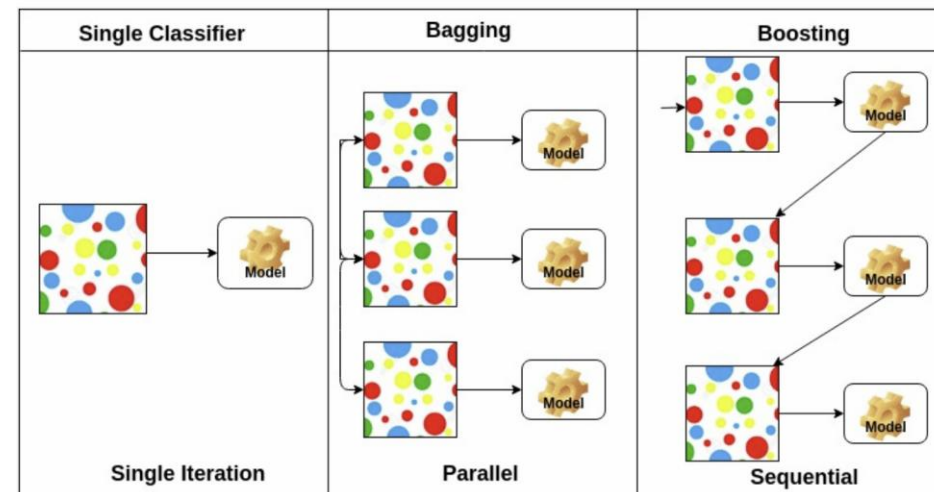 Single Classifier
Bagging
Boosting
Model
Model
Model
Model
Model
Model
Model
Single Iteration
Parallel
Sequential